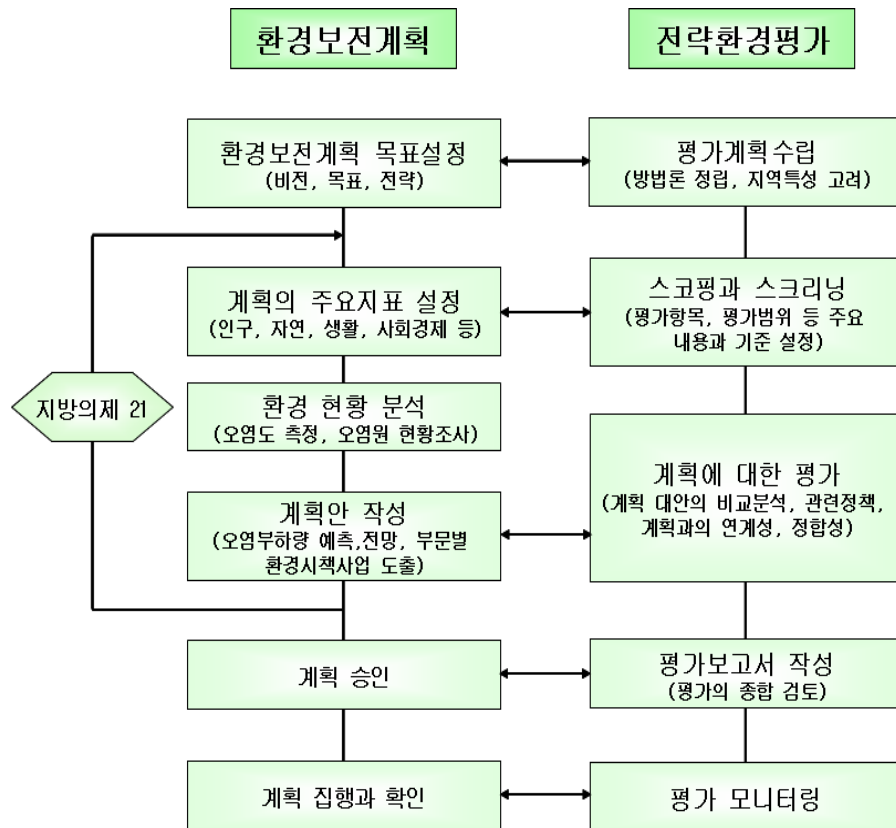 환경보전계획
전략환경평가
환경보전계획 목표설정
(비전, 목표, 전략)
평가계획수립
(방법론 정립, 지역특성 고려)
계획의 주요지표 설정
(인구, 자연, 생활, 사회경제 등)
스코핑과 스크리닝
(평가항목, 평가범위 등 주요
내용과 기준 설정)
지방의제 21
환경 현황 분석
(오염도 측정, 오염원 현황조사)
계획에 대한 평가
(계획 대안의 비교분석, 관련정책,
계획과의 연계성, 정합성)
계획안 작성
(오염부하량 예측,전망, 부문별
환경시책사업 도출)
계획 승인
평가보고서 작성
(평가의 종합 검토)
계획 집행과 확인
평가 모니터링